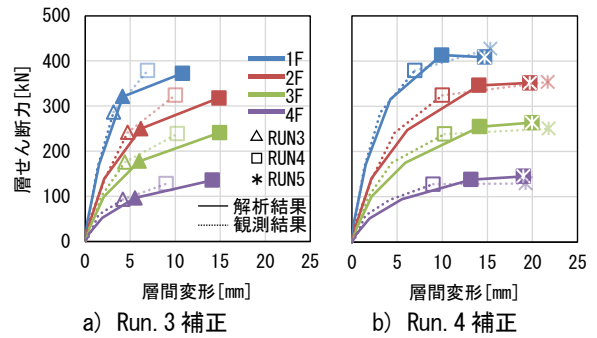 層せん断力[kN]
500
400
300
200
100
0
1F
2F
3F
4F
RUN3
RUN4
RUN5
解析結果
観測結果
0 5 10 15 20 25
0 5 10 15 20 25
層間変形[mm]
層間変形[mm]
a) Run.3 補正
b) Run.4 補正